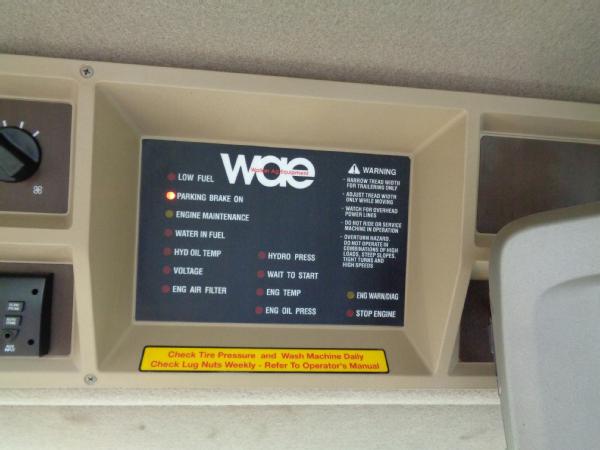 wae
Walker Ag Equipment
LOW FUEL
PARKING BRAKE ON
ENGINE MAINTENANCE
WATER IN FUEL
HYD OIL TEMP
VOLTAGE
ENG AIR FILTER
HYDRO PRESS
WAIT TO START
ENG TEMP
ENG OIL PRESS
WARNING
- NARROW TREAD WIDTH
FOR TRAILERING ONLY
- ADJUST TREAD WIDTH
ONLY WHILE MOVING
- WATCH FOR OVERHEAD
POWER LINES
- DO NOT RIDE OR SERVICE
MACHINE IN OPERATION
- OVERTURN HAZARD,
DO NOT OPERATE IN
COMBINATIONS OF HIGH
LOADS, STEEP SLOPES,
TIGHT TURNS AND
HIGH SPEEDS
ENG WARN/DIAG
STOP ENGINE
Check Tire Pressure and Wash Machine Daily
Check Lug Nuts Weekly - Refer To Operator's Manual